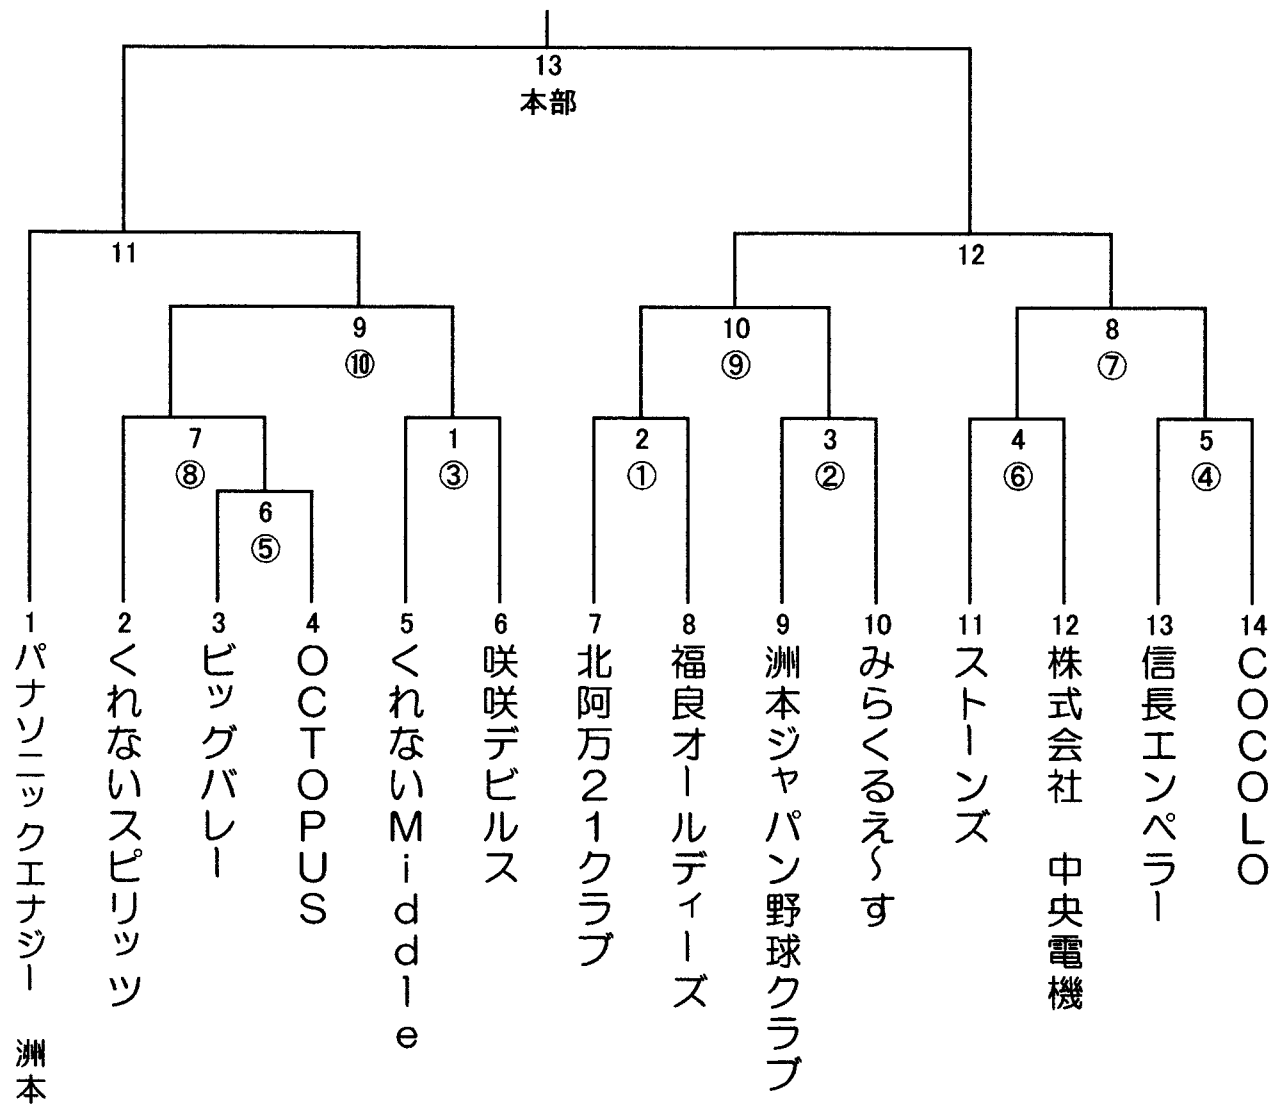 13
本部
11
12
9
⑩
10
⑨
8
⑦
7
⑧
1
③
2
①
3
②
4
⑥
5
④
6
⑤
1
パナソニックエナジー 洲本
2
くれないスピリッツ
3
ビッグバレー
4
OCTOPUS
5
くれないMiddle
6
咲咲デビルス
7
北阿万21クラブ
8
福良オールディーズ
9
洲本ジャパン野球クラブ
10
みらくるえ～す
11
ストーンズ
12
株式会社 中央電機
13
信長エンペラー
14
COCOLO